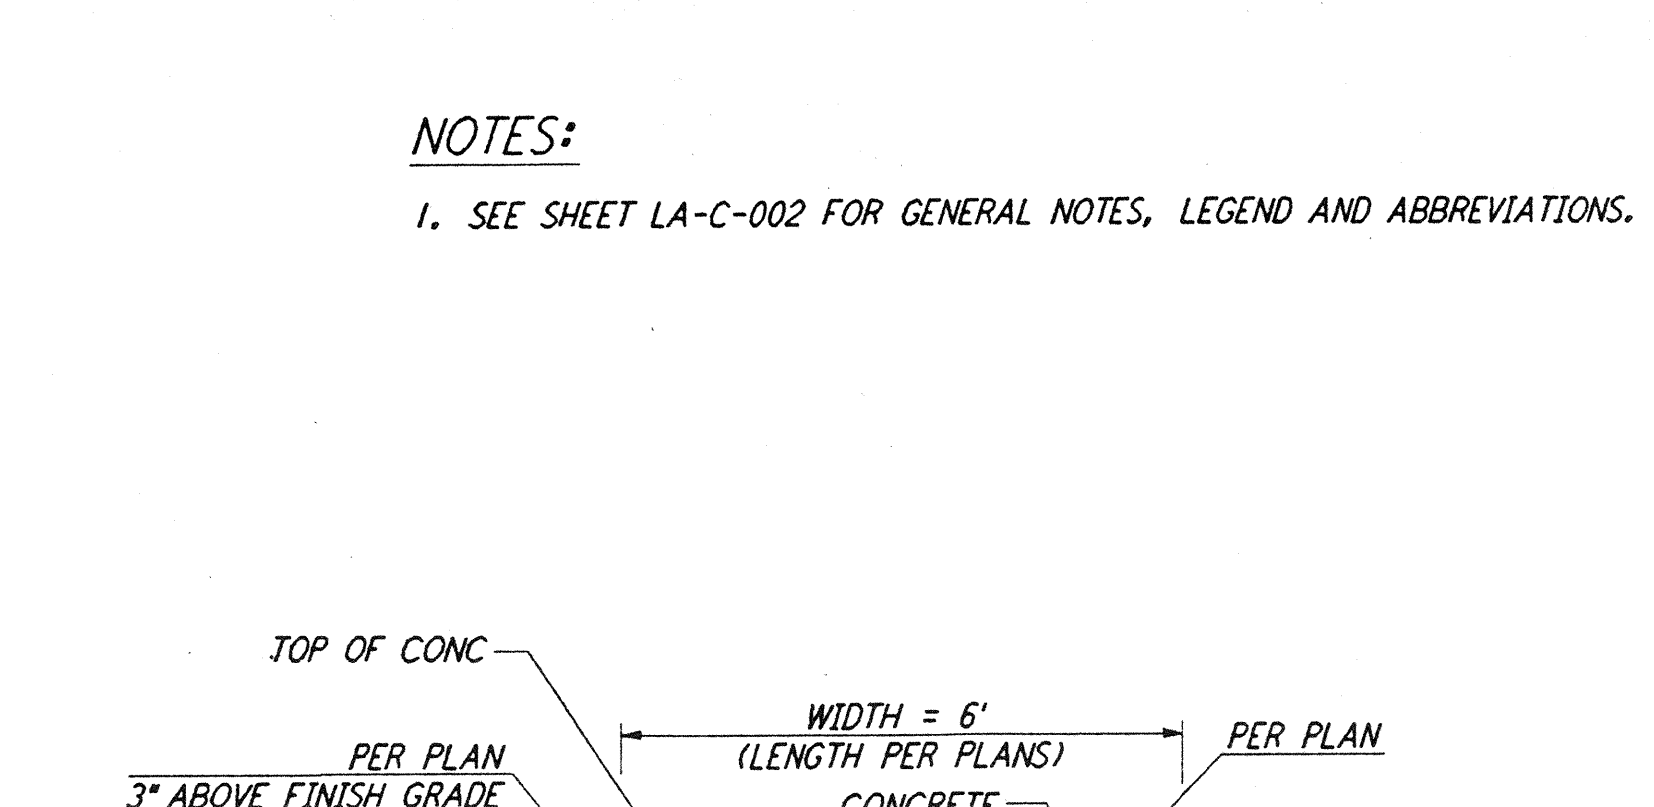 NOTES:
1. SEE SHEET LA-C-002 FOR GENERAL NOTES, LEGEND AND ABBREVIATIONS.
TOP OF CONC
WIDTH = 6'
(LENGTH PER PLANS)
PER PLAN
PER PLAN
3" ABOVE FINISH GRADE
CONCRETE